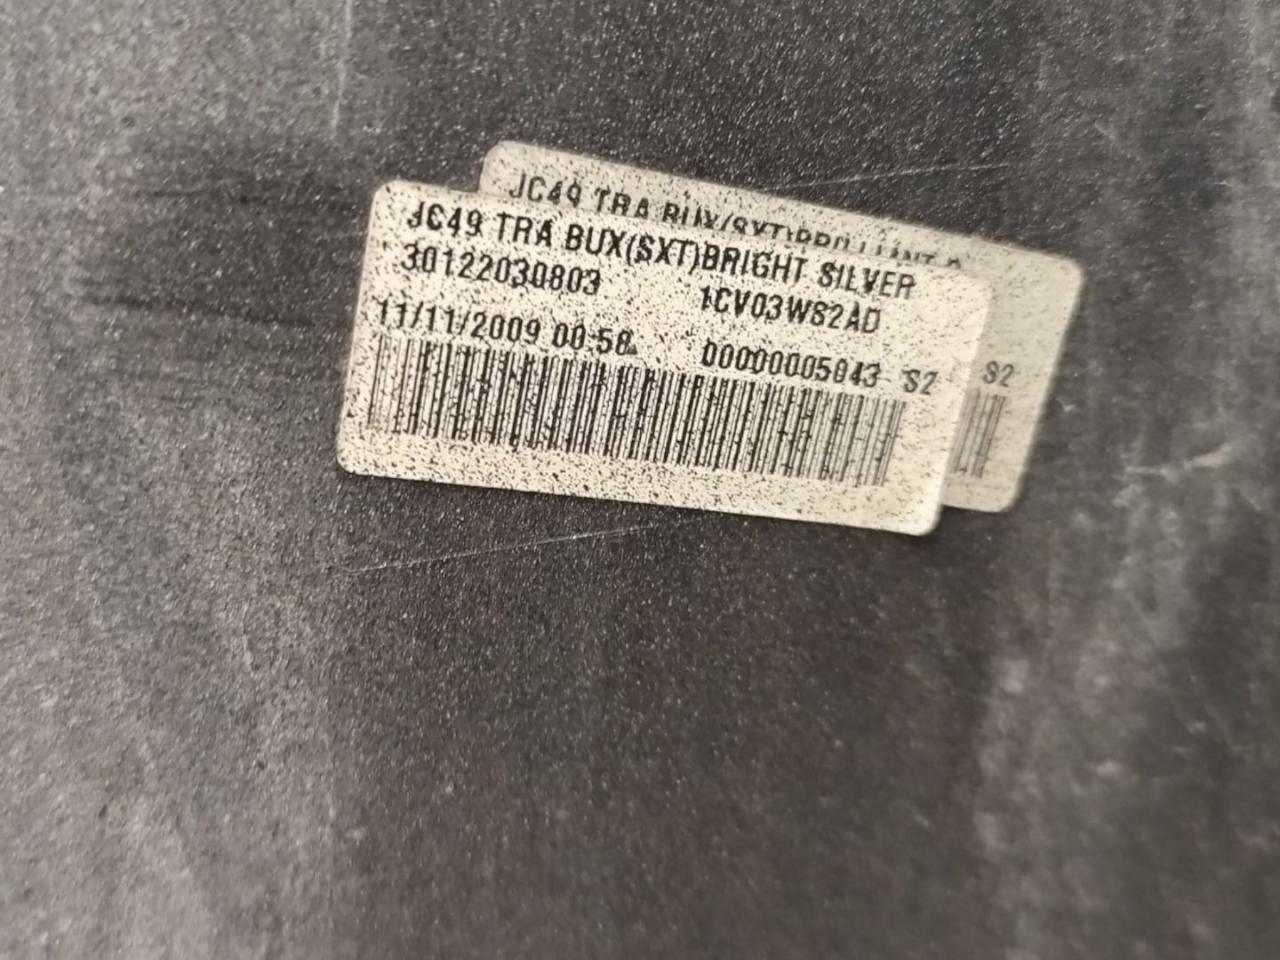 JC49 TRA BUX/SXT)
JC49 TRA BUX(SXT)BRIGHT SILVER
30122030803 1CV03WS2AD
11/11/2009 00:58 00000005043 S2
S2